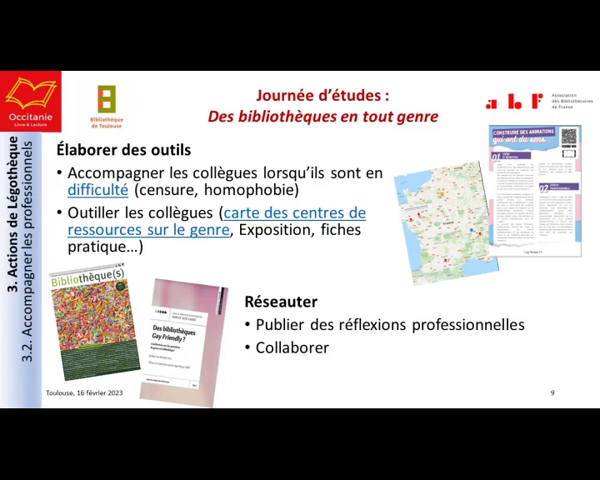 Occitanie
Livre & Lecture
Bibliothèque
de Toulouse
Journée d'études :
Des bibliothèques en tout genre
abf
Association
des Bibliothécaires
de France
3. Actions de Légothèque
3.2. Accompagner les professionnels
Élaborer des outils
• Accompagner les collègues lorsqu'ils sont en
difficulté (censure, homophobie)
• Outiller les collègues (carte des centres de
ressources sur le genre, Exposition, fiches
pratique...)
CONSTRUIRE DES ANIMATIONS
qui ont du sens
01
02
Bibliothèque(s)
Des bibliothèques
Gay Friendly ?
Réseauter
• Publier des réflexions professionnelles
• Collaborer
Toulouse, 16 février 2023
9